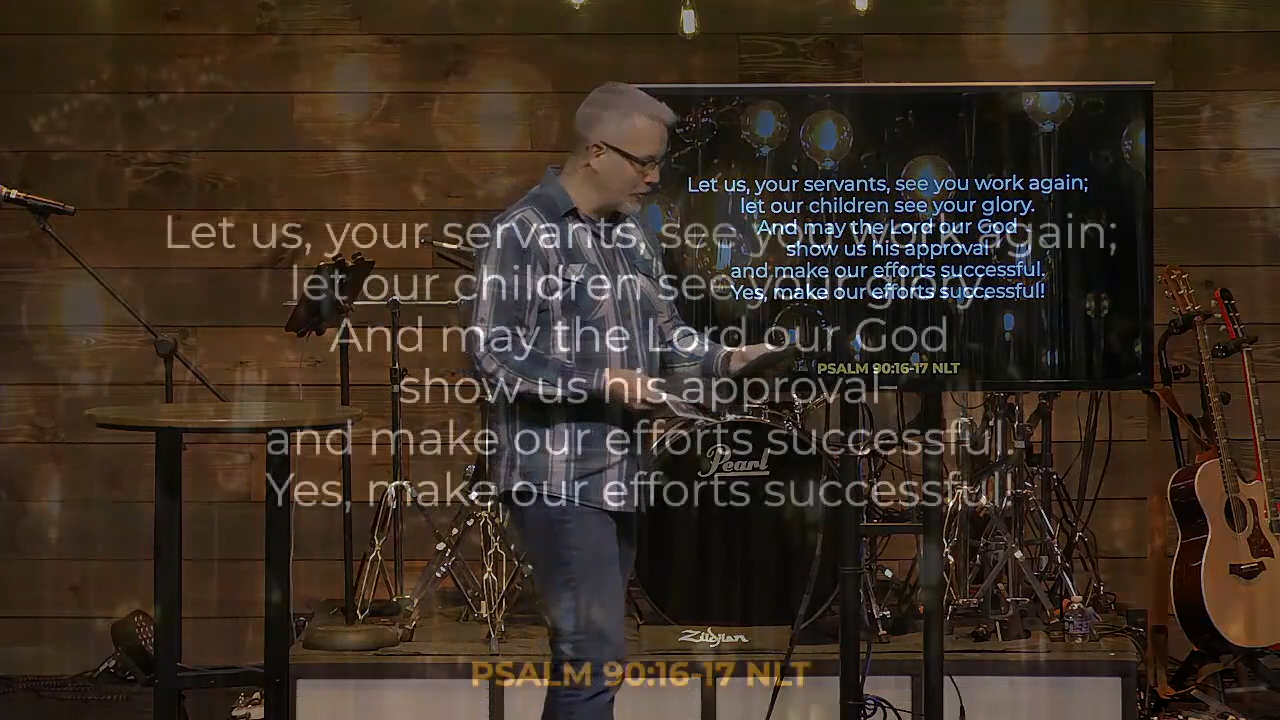 Let us, your servants, see you work again;
let our children see your glory.
And may the Lord our God
show us his approval
and make our efforts successful.
Yes, make our efforts successful!
PSALM 90:16-17 NLT
Let us, your servants, see you work again;
let our children see your glory.
And may the Lord our God
show us his approval
and make our efforts successful.
Yes, make our efforts successful!
PSALM 90:16-17 NLT
Pearl
Zildjian